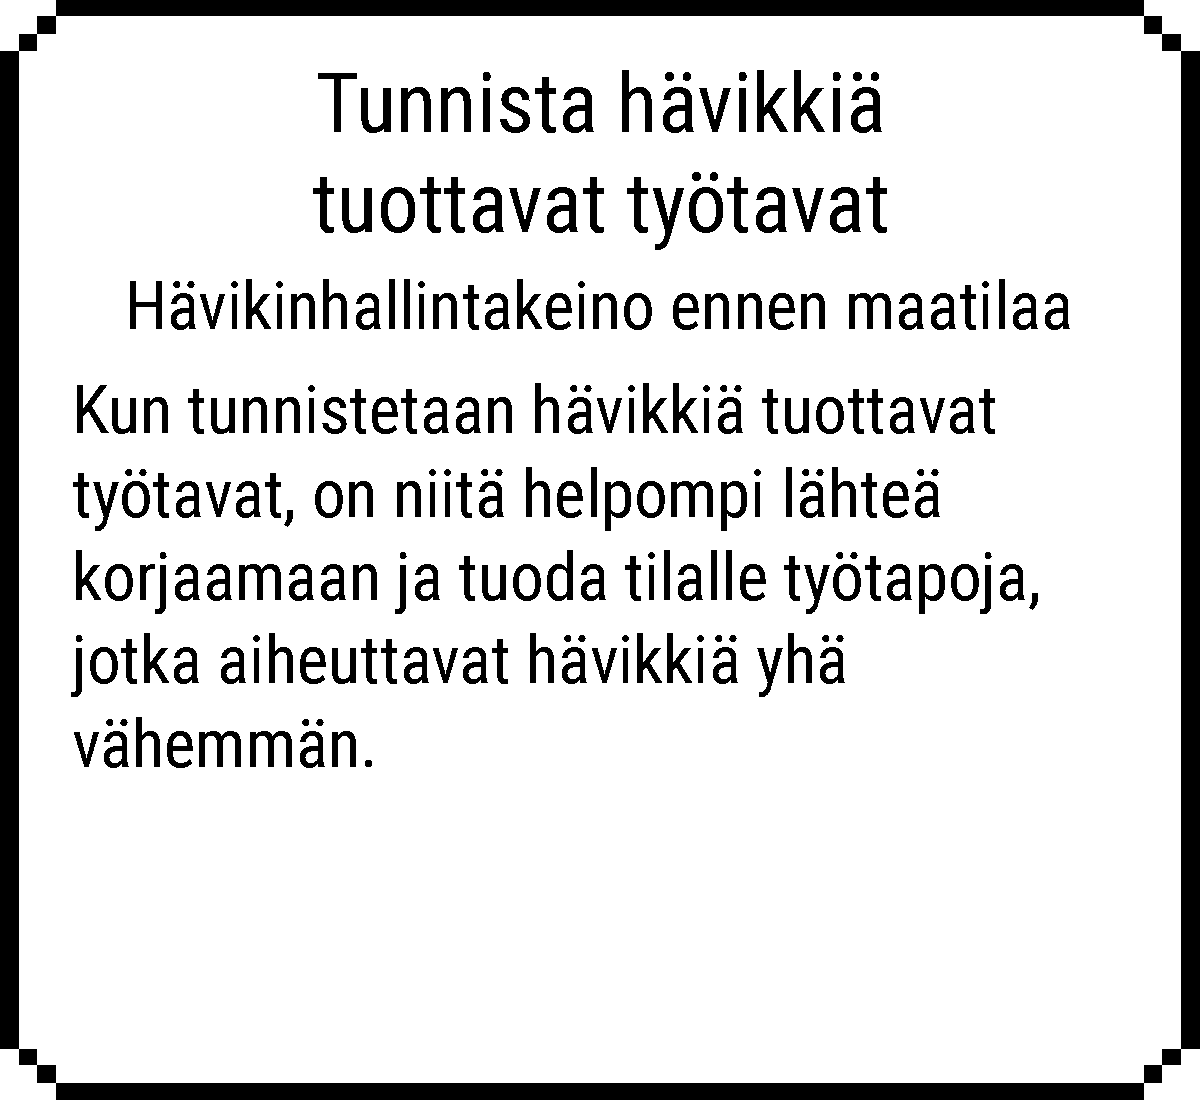 Tunnista hävikkiä
tuottavat työtavat
Hävikinhallintakeino ennen maatilaa
Kun tunnistetaan hävikkiä tuottavat
työtavat, on niitä helpompi lähteä
korjaamaan ja tuoda tilalle työtapoja,
jotka aiheuttavat hävikkiä yhä
vähemmän.